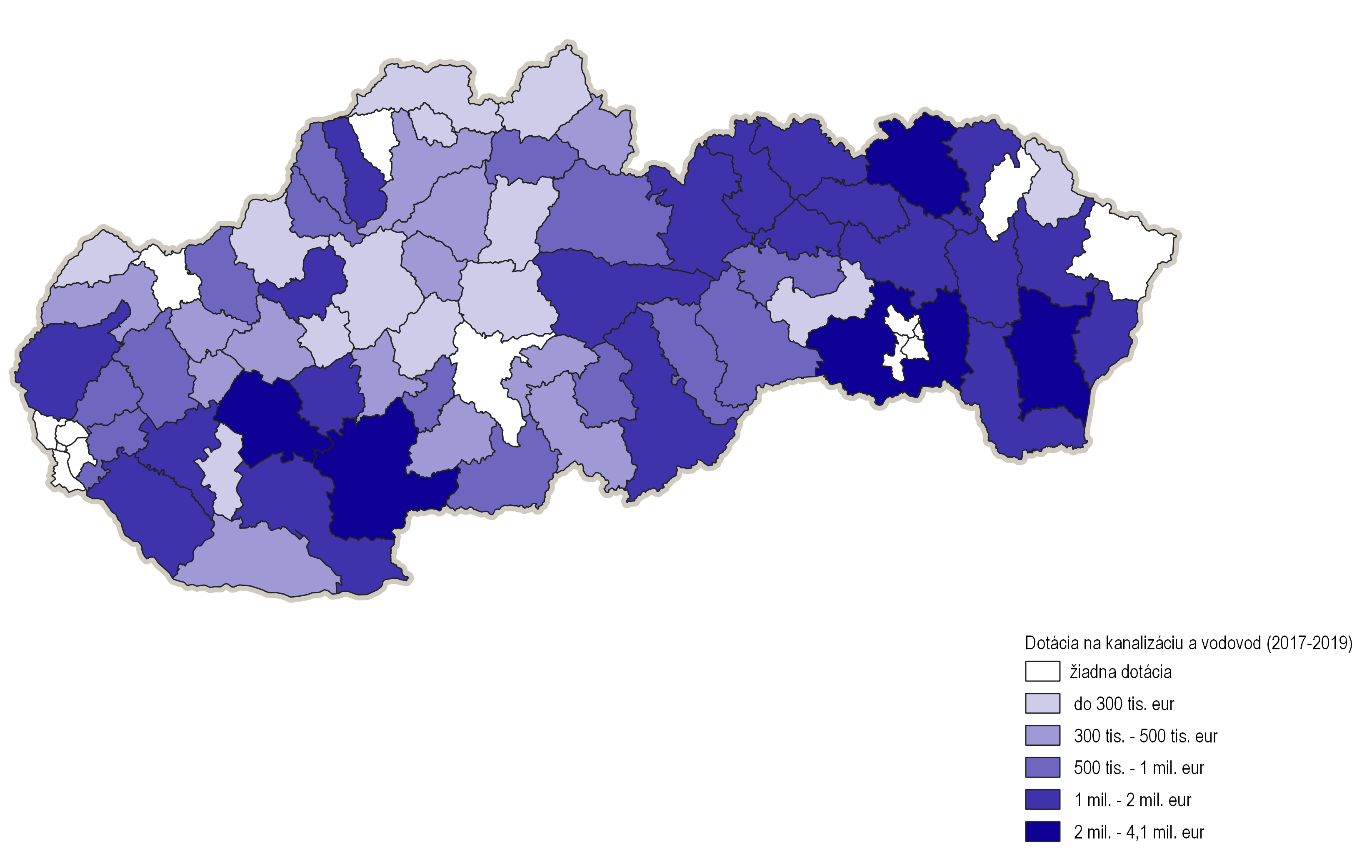 Dotácia na kanalizáciu a vodovod (2017-2019)
žiadna dotácia
do 300 tis. eur
300 tis. - 500 tis. eur
500 tis. - 1 mil. eur
1 mil. - 2 mil. eur
2 mil. - 4,1 mil. eur